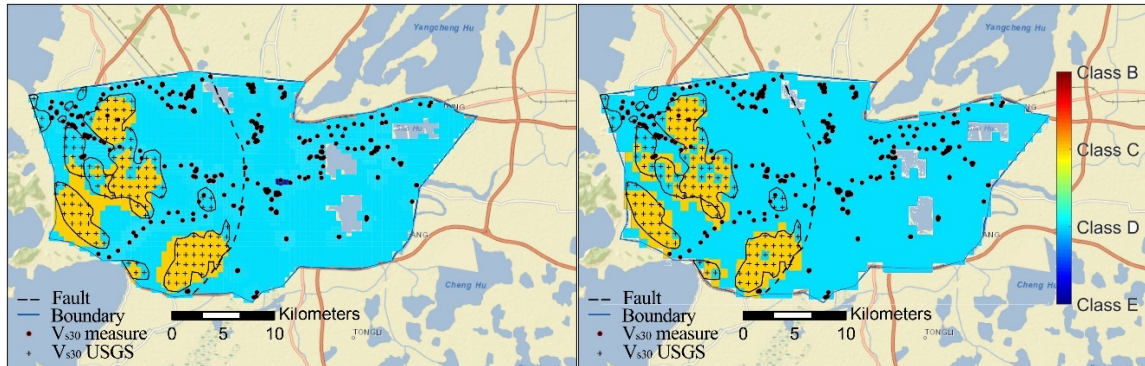 Yangcheng Hu
Yangcheng Hu
Class B
Class C
Class D
Class E
TANG
Cheng Hu
Cheng Hu
Fault
Boundary
Vs30 measure
Vs30 USGS
0 5 10
Kilometers
TONGLI
Fault
Boundary
Vs30 measure
Vs30 USGS
0 5 10
Kilometers
TONGLI